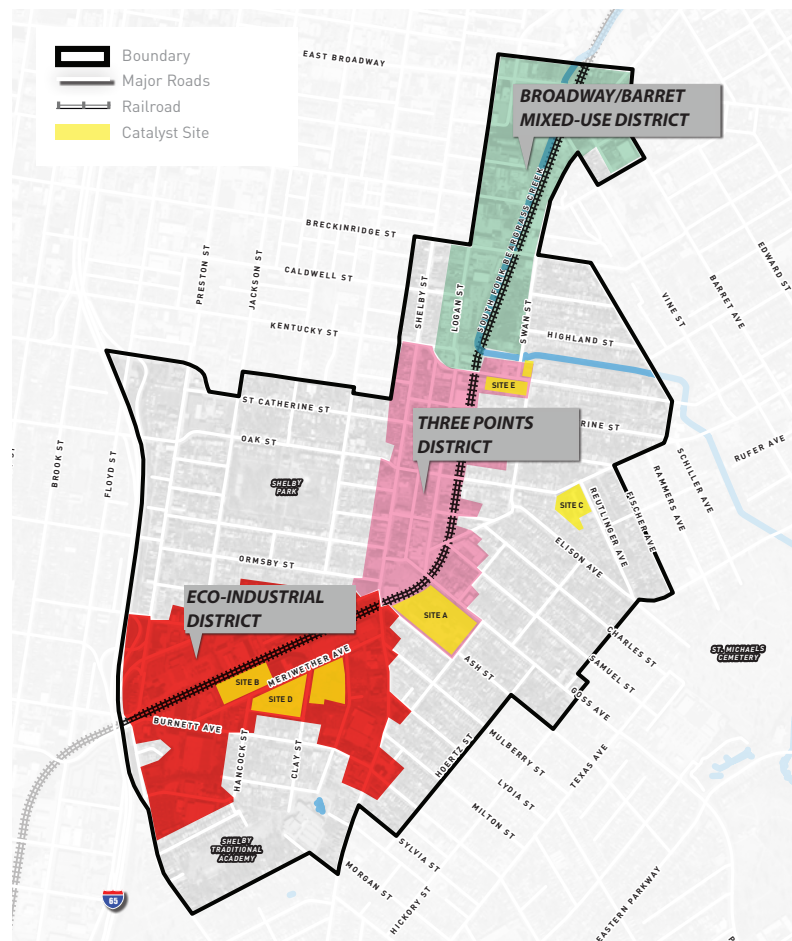 Boundary
Major Roads
Railroad
Catalyst Site
EAST BROADWAY
BROADWAY/BARRET
MIXED-USE DISTRICT
SOUTH FORK BEARGRASS CREEK
BRECKINRIDGE ST
PRESTON ST
JACKSON ST
CALDWELL ST
KENTUCKY ST
SHELBY ST
LOGAN ST
SWAN ST
HIGHLAND ST
VINE ST
BARRET AVE
EDWARD ST
SITE E
ST CATHERINE ST
THREE POINTS
DISTRICT
RINE ST
OAK ST
BROOK ST
FLOYD ST
SHELBY
PARK
SITE C
REUTLINGER AVE
FISCHER AVE
RAMMERS AVE
SCHILLER AVE
RUFER AVE
ELISON AVE
ORMSBY ST
ECO-INDUSTRIAL
DISTRICT
SITE A
CHARLES ST
ST. MICHAELS
CEMETERY
SAMUEL ST
ASH ST
GOSS AVE
MERIWETHER AVE
SITE B
SITE D
BURNETT AVE
HANCOCK ST
CLAY ST
HOERTZ ST
MULBERRY ST
TEXAS AVE
LYDIA ST
MILTON ST
SHELBY
TRADITIONAL
ACADEMY
SYLVIA ST
MORGAN ST
HICKORY ST
EASTERN PARKWAY
65